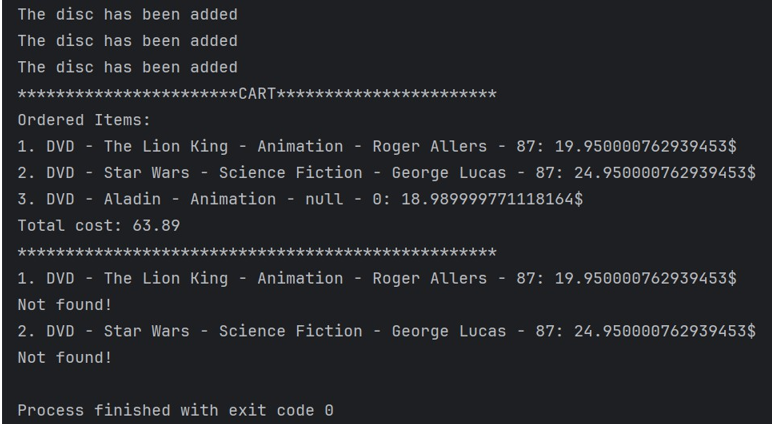 The disc has been added
The disc has been added
The disc has been added
***********************CART***********************
Ordered Items:
1. DVD - The Lion King - Animation - Roger Allers - 87: 19.950000762939453$
2. DVD - Star Wars - Science Fiction - George Lucas - 87: 24.950000762939453$
3. DVD - Aladin - Animation - null - 0: 18.989999771118164$
Total cost: 63.89
**************************************************
1. DVD - The Lion King - Animation - Roger Allers - 87: 19.950000762939453$
Not found!
2. DVD - Star Wars - Science Fiction - George Lucas - 87: 24.950000762939453$
Not found!
Process finished with exit code 0